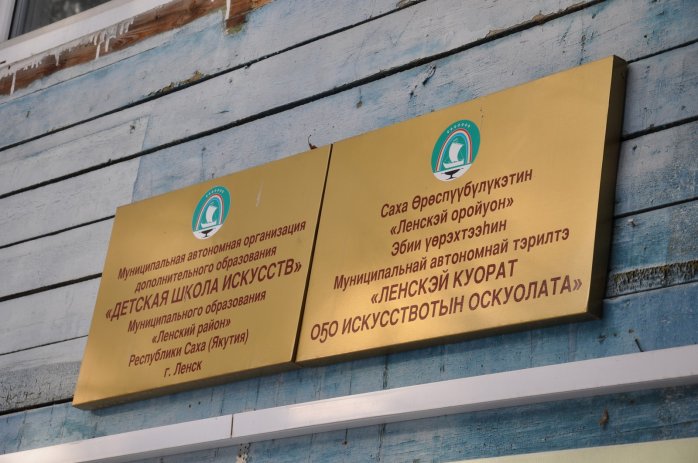 Муниципальная автономная организация
дополнительного образования
«ДЕТСКАЯ ШКОЛА ИСКУССТВ»
Муниципального образования
«Ленский район»
Республики Саха (Якутия)
г. Ленск
Саха Өрөспүүбүлүкэтин
«Ленскэй оройуон»
Эбии үөрэхтээһин
Муниципальнай автономнай тэрилтэ
«ЛЕНСКЭЙ КУОРАТ
ОҔО ИСКУССТВОТЫН ОСКУОЛАТА»